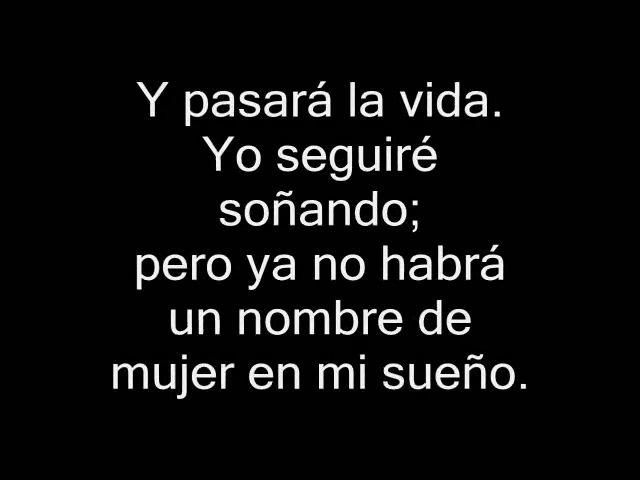 Y pasará la vida.
Yo seguiré
soñando;
pero ya no habrá
un nombre de
mujer en mi sueño.